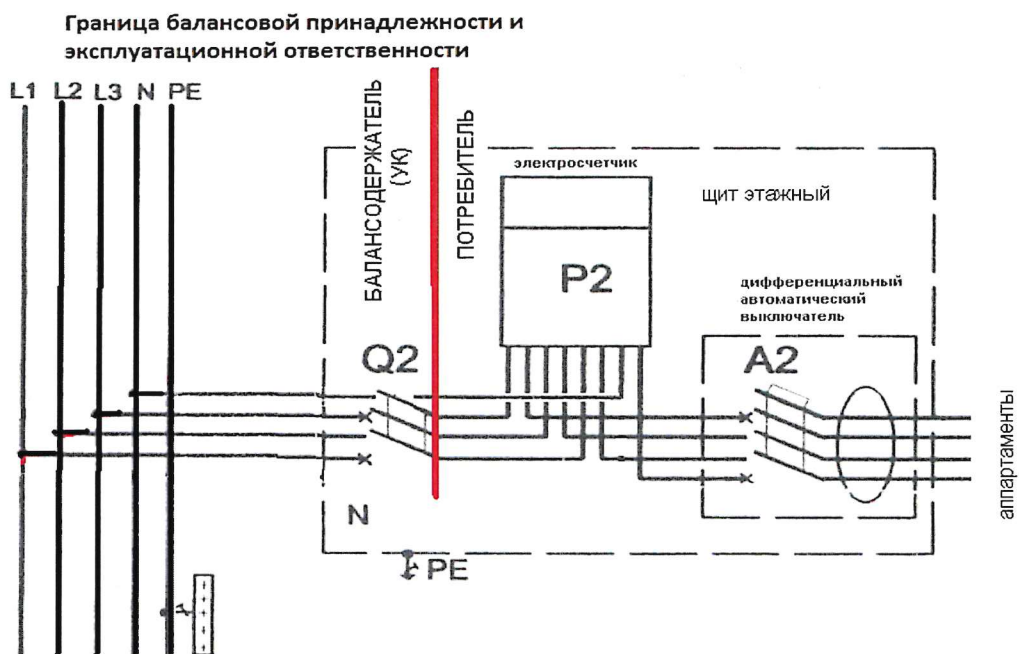 Граница балансовой принадлежности и
эксплуатационной ответственности
L1 L2 L3 N PE
БАЛАНСОДЕРЖАТЕЛЬ
(УК)
ПОТРЕБИТЕЛЬ
электросчетчик
щит этажный
P2
дифференциальный
автоматический
выключатель
Q2
A2
N
PE
аппартаменты